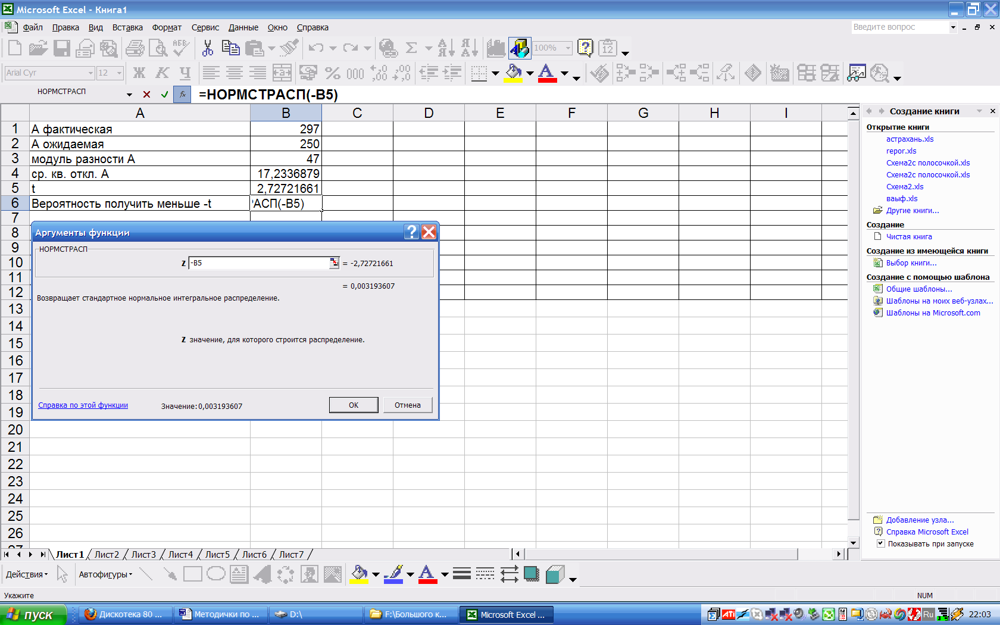 Microsoft Excel - Книга1
Файл Правка Вид Вставка Формат Сервис Данные Окно Справка
Введите вопрос
100%
Arial Cyr 12 Ж К Ч
НОРМСТРАСП =НОРМСТРАСП(-B5)
A B C D E F G H I
1 А фактическая 297
2 А ожидаемая 250
3 модуль разности А 47
4 ср. кв. откл. А 17,2336879
5 t 2,72721661
6 Вероятность получить меньше -t РАСП(-B5)
7
8
9
10
11
12
13
14
15
16
17
18
19
20
21
22
23
24
25
26
27
Аргументы функции
НОРМСТРАСП
Z -B5 = -2,72721661
= 0,003193607
Возвращает стандартное нормальное интегральное распределение.
Z значение, для которого строится распределение.
Справка по этой функции Значение:0,003193607 OK Отмена
Создание книги
Открытие книги
астрахань.xls
герог.xls
Схема2с полосочкой.xls
Схема2с полосочкой.xls
Схема2.xls
ваыф.xls
Другие книги...
Создание
Чистая книга
Создание из имеющейся книги
Выбор книги...
Создание с помощью шаблона
Общие шаблоны...
Шаблоны на моих веб-узлах...
Шаблоны на Microsoft.com
Добавление узла...
Справка Microsoft Excel
Показывать при запуске
Лист1 Лист2 Лист3 Лист4 Лист5 Лист6 Лист7
Действия Автофигуры
Укажите NUM
пуск Дискотека 80 ... Методички по ... D:\ F:\Большого к... Microsoft Excel ... ATI Ru 22:03